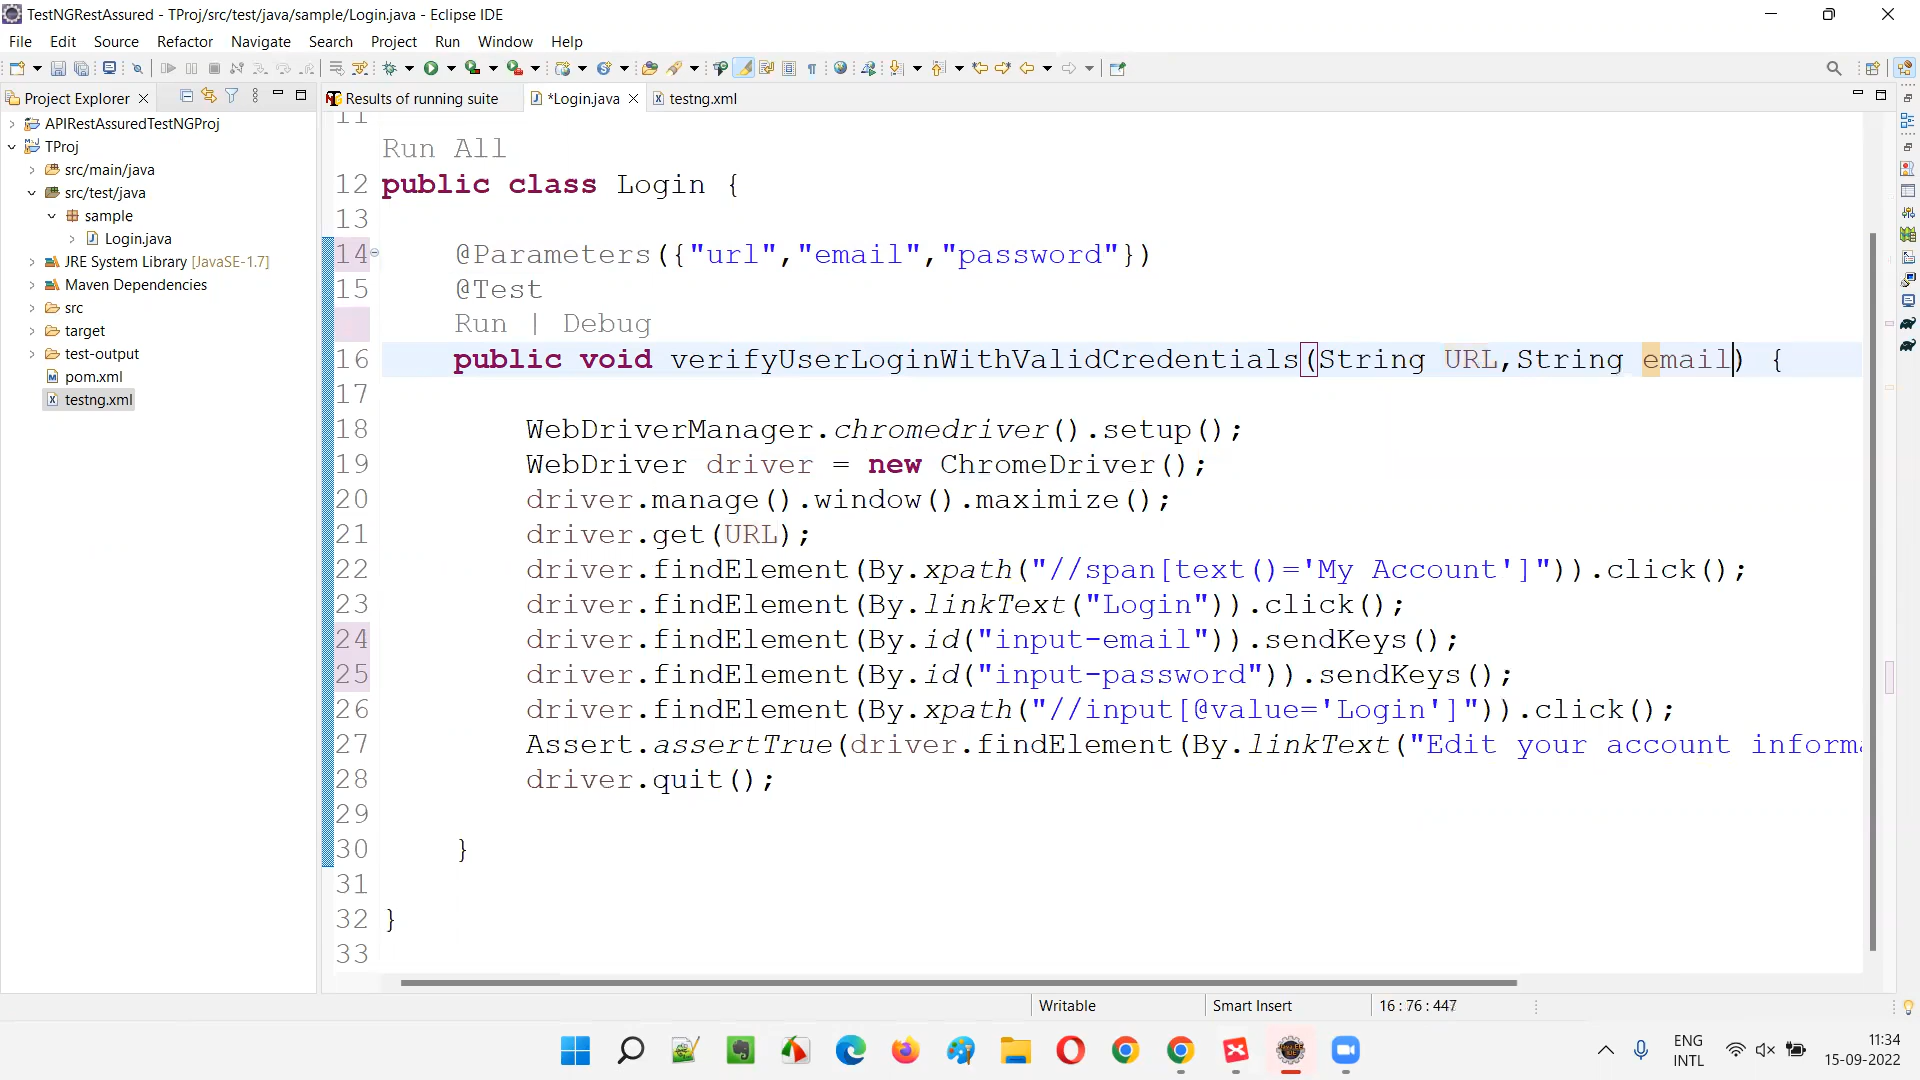 TestNGRestAssured - TProj/src/test/java/sample/Login.java - Eclipse IDE
File Edit Source Refactor Navigate Search Project Run Window Help
Project Explorer
Results of running suite
*Login.java
testng.xml
APIRestAssuredTestNGProj
TProj
src/main/java
src/test/java
sample
Login.java
JRE System Library [JavaSE-1.7]
Maven Dependencies
src
target
test-output
pom.xml
testng.xml
11
Run All
12 public class Login {
13
14 @Parameters({"url","email","password"})
15 @Test
Run | Debug
16 public void verifyUserLoginWithValidCredentials(String URL,String email) {
17
18 WebDriverManager.chromedriver().setup();
19 WebDriver driver = new ChromeDriver();
20 driver.manage().window().maximize();
21 driver.get(URL);
22 driver.findElement(By.xpath("//span[text()='My Account']")).click();
23 driver.findElement(By.linkText("Login")).click();
24 driver.findElement(By.id("input-email")).sendKeys();
25 driver.findElement(By.id("input-password")).sendKeys();
26 driver.findElement(By.xpath("//input[@value='Login']")).click();
27 Assert.assertTrue(driver.findElement(By.linkText("Edit your account informa
28 driver.quit();
29
30 }
31
32 }
33
Writable
Smart Insert
16 : 76 : 447
ENG
INTL
11:34
15-09-2022